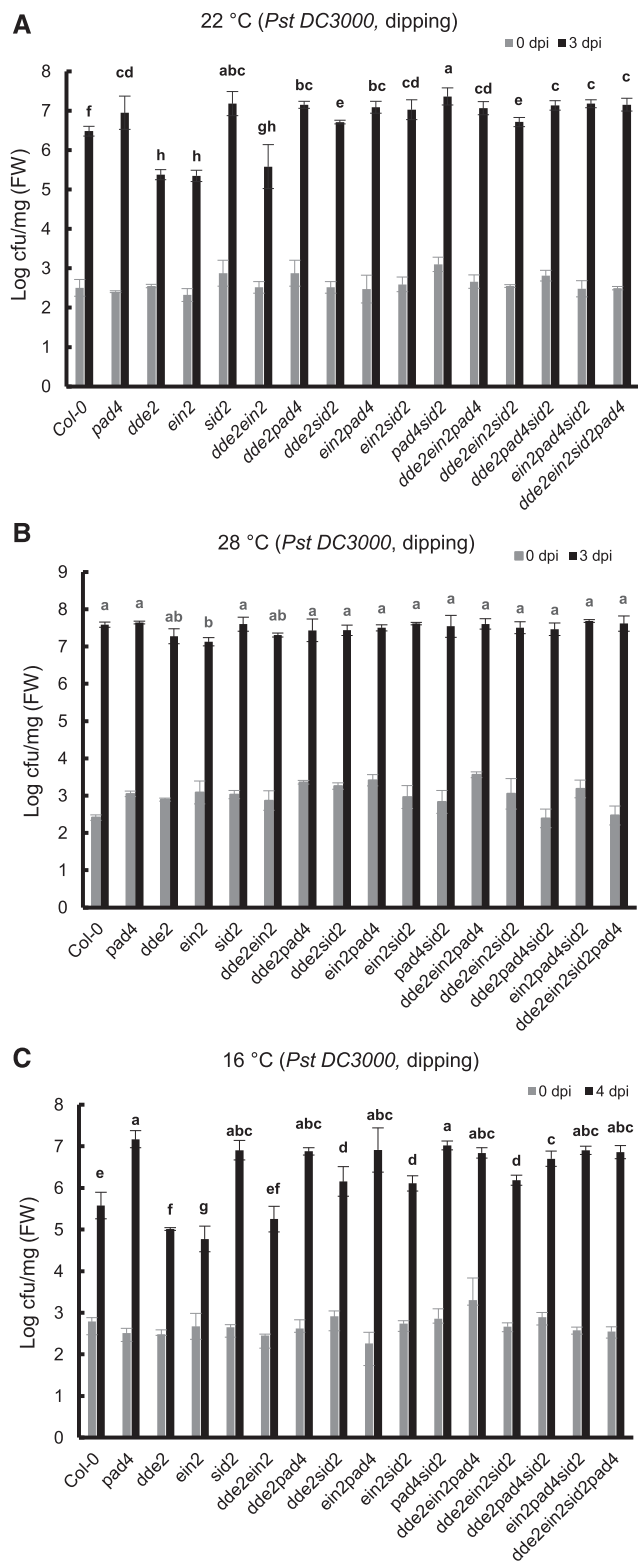 A
22 °C (Pst DC3000, dipping)
0 dpi 3 dpi
Log cfu/mg (FW)
8
7
6
5
4
3
2
1
0
f cd h h abc gh bc e bc cd a cd e c c c
Col-0 pad4 dde2 ein2 sid2 dde2ein2 dde2pad4 dde2sid2 ein2pad4 ein2sid2 pad4sid2 dde2ein2pad4 dde2ein2sid2 dde2pad4sid2 ein2pad4sid2 dde2ein2sid2pad4
B
28 °C (Pst DC3000, dipping)
0 dpi 3 dpi
Log cfu/mg (FW)
9
8
7
6
5
4
3
2
1
0
a a ab b a ab a a a a a a a a a a
Col-0 pad4 dde2 ein2 sid2 dde2ein2 dde2pad4 dde2sid2 ein2pad4 ein2sid2 pad4sid2 dde2ein2pad4 dde2ein2sid2 dde2pad4sid2 ein2pad4sid2 dde2ein2sid2pad4
C
16 °C (Pst DC3000, dipping)
0 dpi 4 dpi
Log cfu/mg (FW)
8
7
6
5
4
3
2
1
0
e a f g abc ef abc d abc d a abc d c abc abc
Col-0 pad4 dde2 ein2 sid2 dde2ein2 dde2pad4 dde2sid2 ein2pad4 ein2sid2 pad4sid2 dde2ein2pad4 dde2ein2sid2 dde2pad4sid2 ein2pad4sid2 dde2ein2sid2pad4